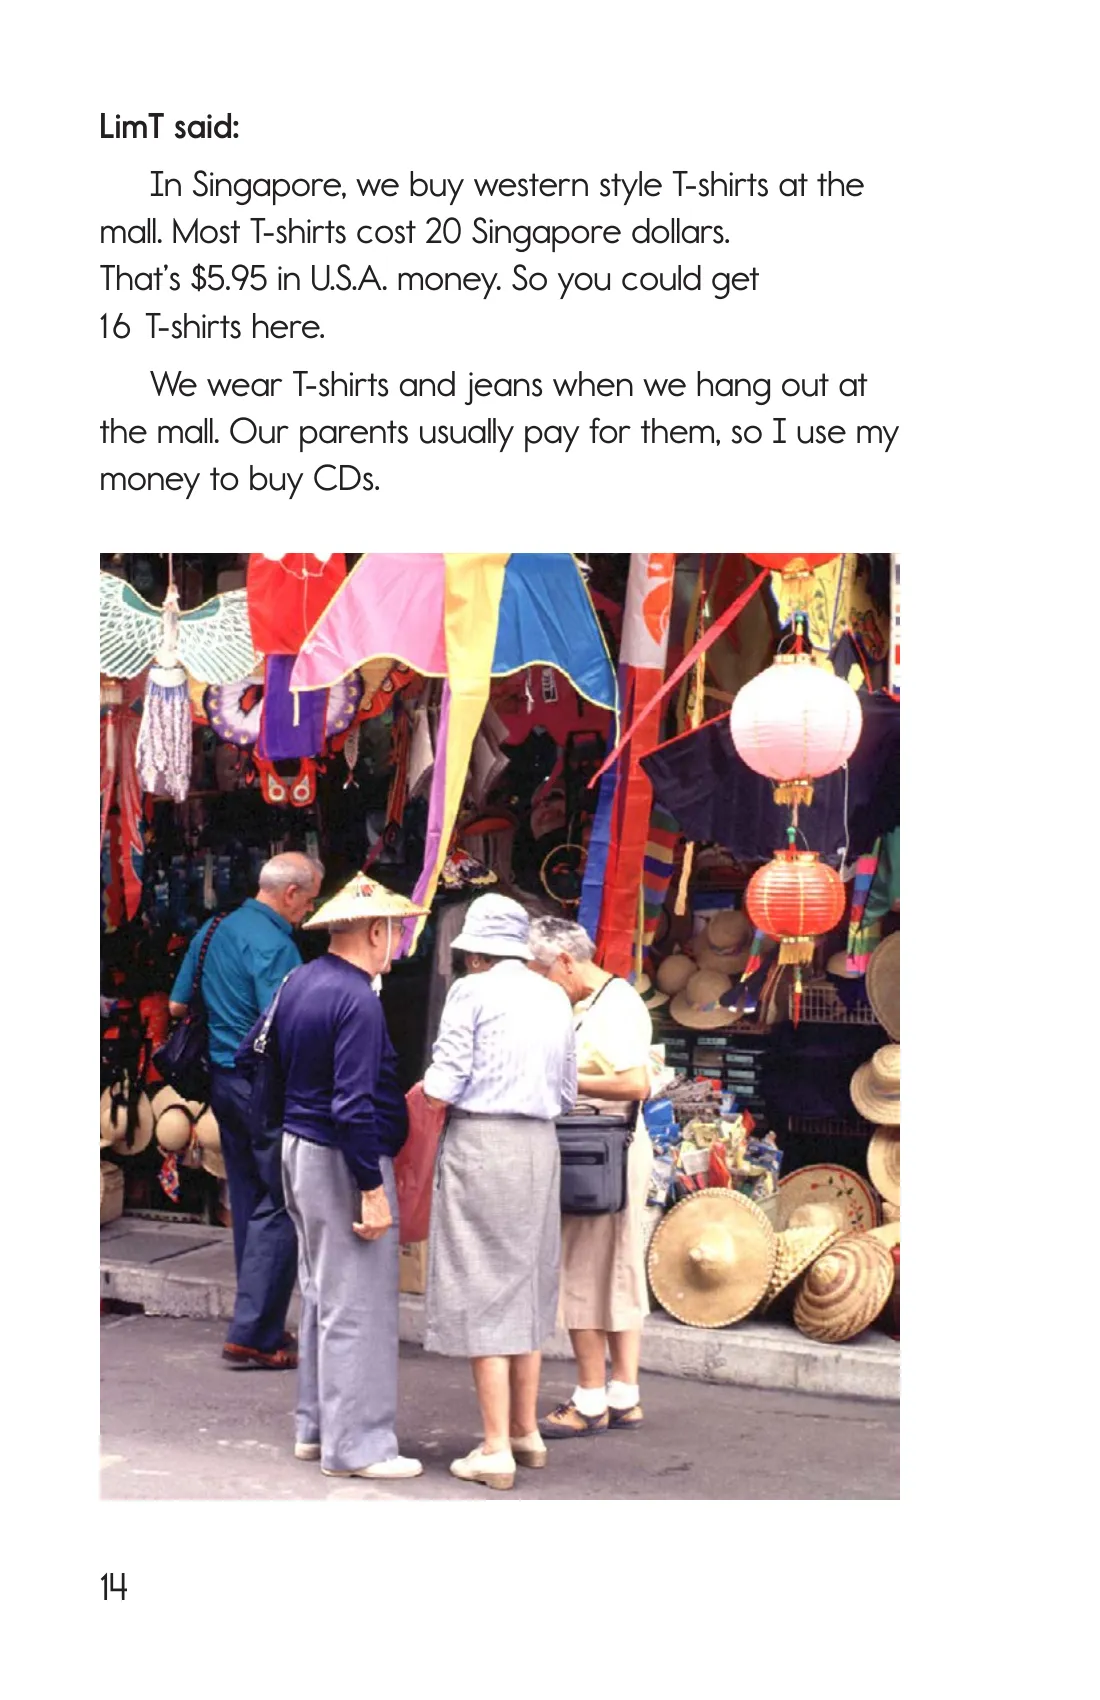 LimT said:
In Singapore, we buy western style T-shirts at the
mall. Most T-shirts cost 20 Singapore dollars.
That’s $5.95 in U.S.A. money. So you could get
16 T-shirts here.
We wear T-shirts and jeans when we hang out at
the mall. Our parents usually pay for them, so I use my
money to buy CDs.
14